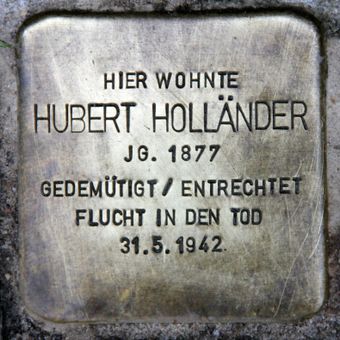 HIER WOHNTE
HUBERT HOLLÄNDER
JG. 1877
GEDEMÜTIGT / ENTRECHTET
FLUCHT IN DEN TOD
31.5.1942